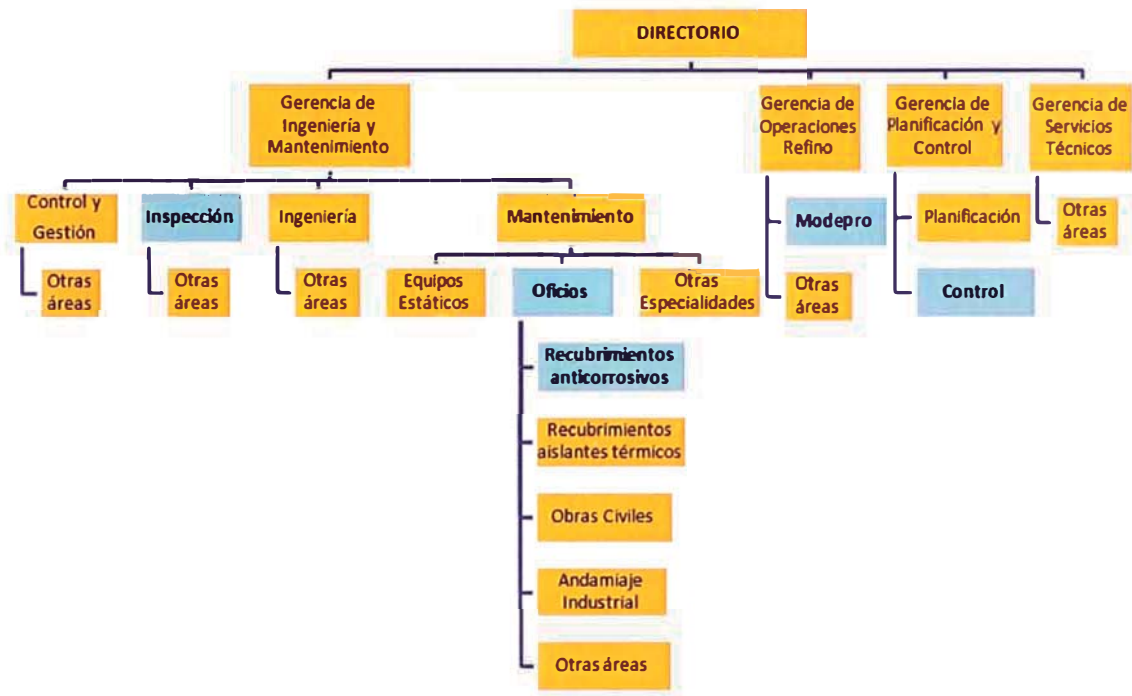 DIRECTORIO
Gerencia de
Ingeniería y
Mantenimiento
Gerencia de
Operaciones
Refino
Gerencia de
Planificación y
Control
Gerencia de
Servicios
Técnicos
Control y
Gestión
Inspección
Ingeniería
Mantenimiento
Modepro
Planificación
Otras
áreas
Otras
áreas
Otras
áreas
Otras
áreas
Equipos
Estáticos
Oficios
Otras
Especialidades
Otras
áreas
Control
Recubrimientos
anticorrosivos
Recubrimientos
aislantes térmicos
Obras Civiles
Andamiaje
Industrial
Otras áreas